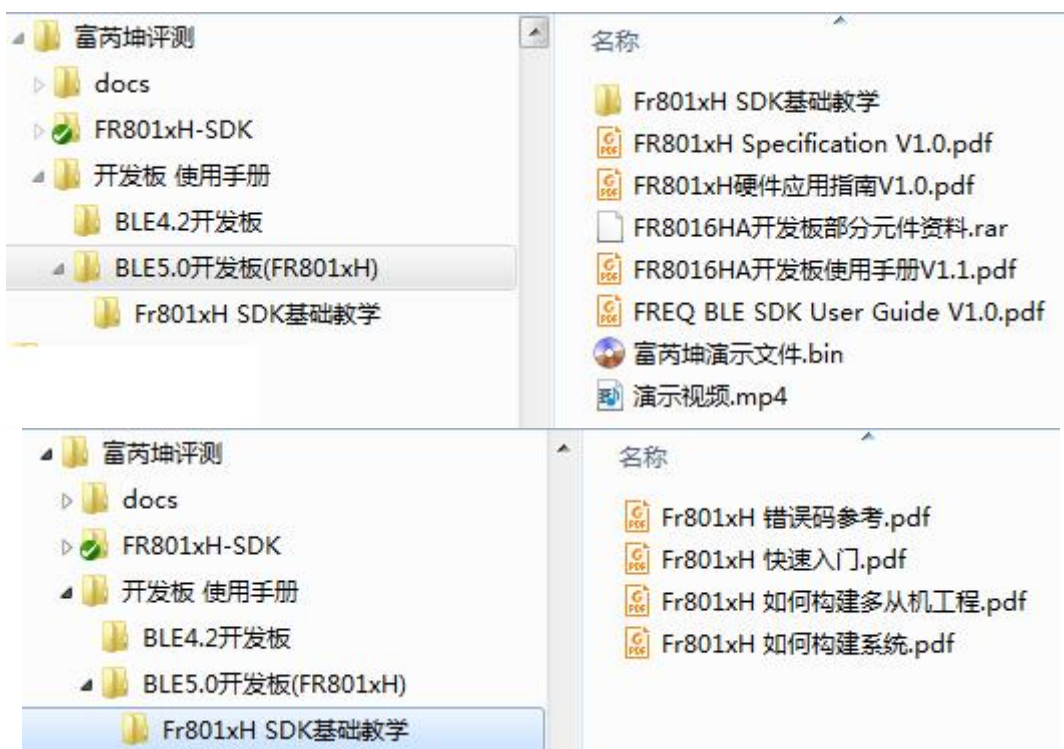 富芮坤评测
docs
FR801xH-SDK
开发板 使用手册
BLE4.2开发板
BLE5.0开发板(FR801xH)
Fr801xH SDK基础教学
名称
Fr801xH SDK基础教学
FR801xH Specification V1.0.pdf
FR801xH硬件应用指南V1.0.pdf
FR8016HA开发板部分元件资料.rar
FR8016HA开发板使用手册V1.1.pdf
FREQ BLE SDK User Guide V1.0.pdf
富芮坤演示文件.bin
演示视频.mp4
富芮坤评测
docs
FR801xH-SDK
开发板 使用手册
BLE4.2开发板
BLE5.0开发板(FR801xH)
Fr801xH SDK基础教学
名称
Fr801xH 错误码参考.pdf
Fr801xH 快速入门.pdf
Fr801xH 如何构建多从机工程.pdf
Fr801xH 如何构建系统.pdf